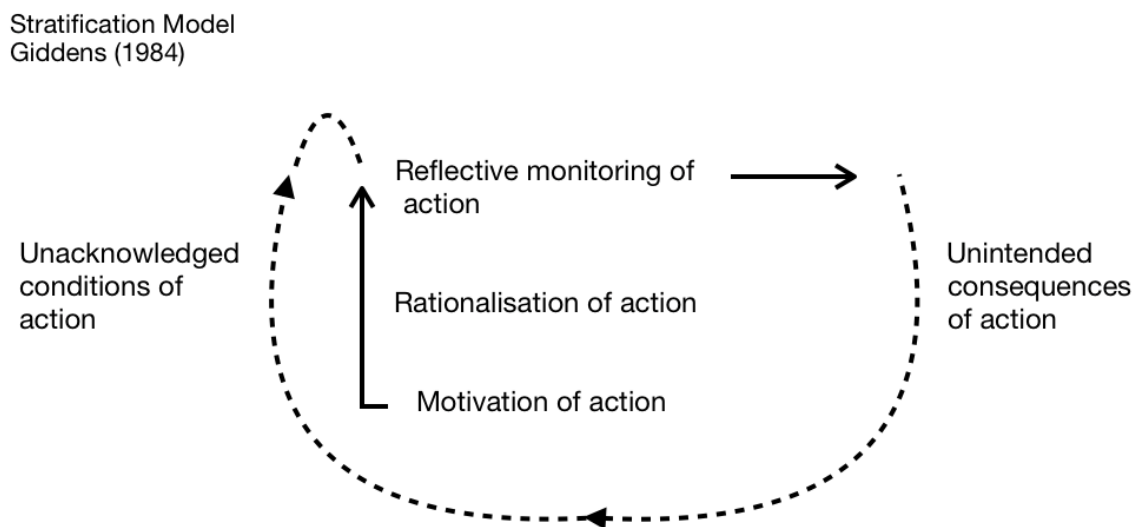 Stratification Model
Giddens (1984)
Reflective monitoring of
action
Unacknowledged
conditions of
action
Rationalisation of action
Motivation of action
Unintended
consequences
of action